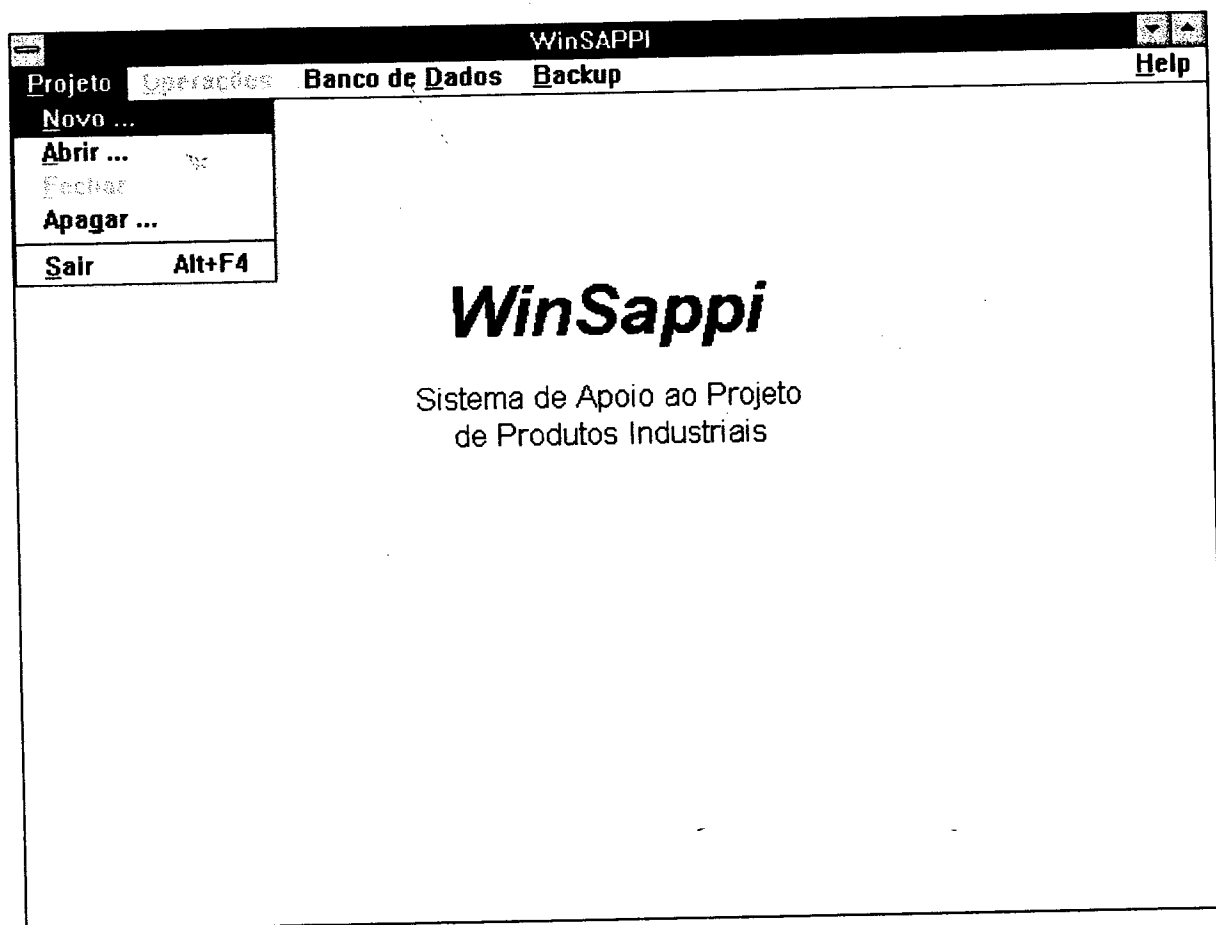 WinSAPPI
Projeto Operações Banco de Dados Backup Help
Novo ...
Abrir ...
Fechar
Apagar ...
Sair Alt+F4
WinSappi
Sistema de Apoio ao Projeto
de Produtos Industriais